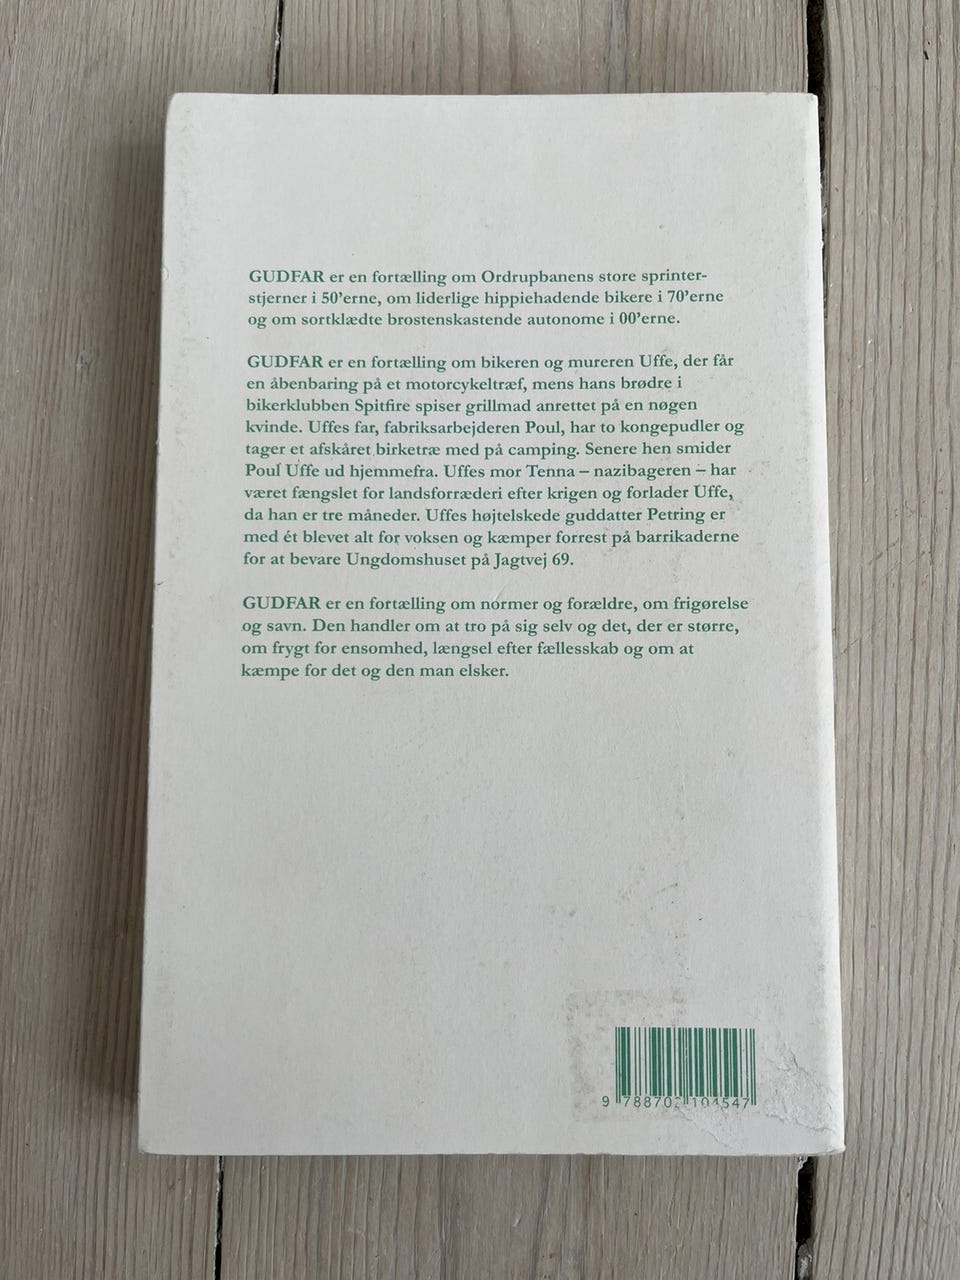 GUDFAR er en fortælling om Ordrupbanens store sprinter-
stjerner i 50’erne, om liderlige hippiehadende bikere i 70’erne
og om sortklædte brostenskastende autonome i 00’erne.
GUDFAR er en fortælling om bikeren og mureren Uffe, der får
en åbenbaring på et motorcykeltræf, mens hans brødre i
bikerklubben Spitfire spiser grillmad anrettet på en nøgen
kvinde. Uffes far, fabriksarbejderen Poul, har to kongepudler og
tager et afskåret birketræ med på camping. Senere hen smider
Poul Uffe ud hjemmefra. Uffes mor Tenna – nazibageren – har
været fængslet for landsforræderi efter krigen og forlader Uffe,
da han er tre måneder. Uffes højtelskede guddatter Petring er
med ét blevet alt for voksen og kæmper forrest på barrikaderne
for at bevare Ungdomshuset på Jagtvej 69.
GUDFAR er en fortælling om normer og forældre, om frigørelse
og savn. Den handler om at tro på sig selv og det, der er større,
om frygt for ensomhed, længsel efter fællesskab og om at
kæmpe for det og den man elsker.
9 788702 104547